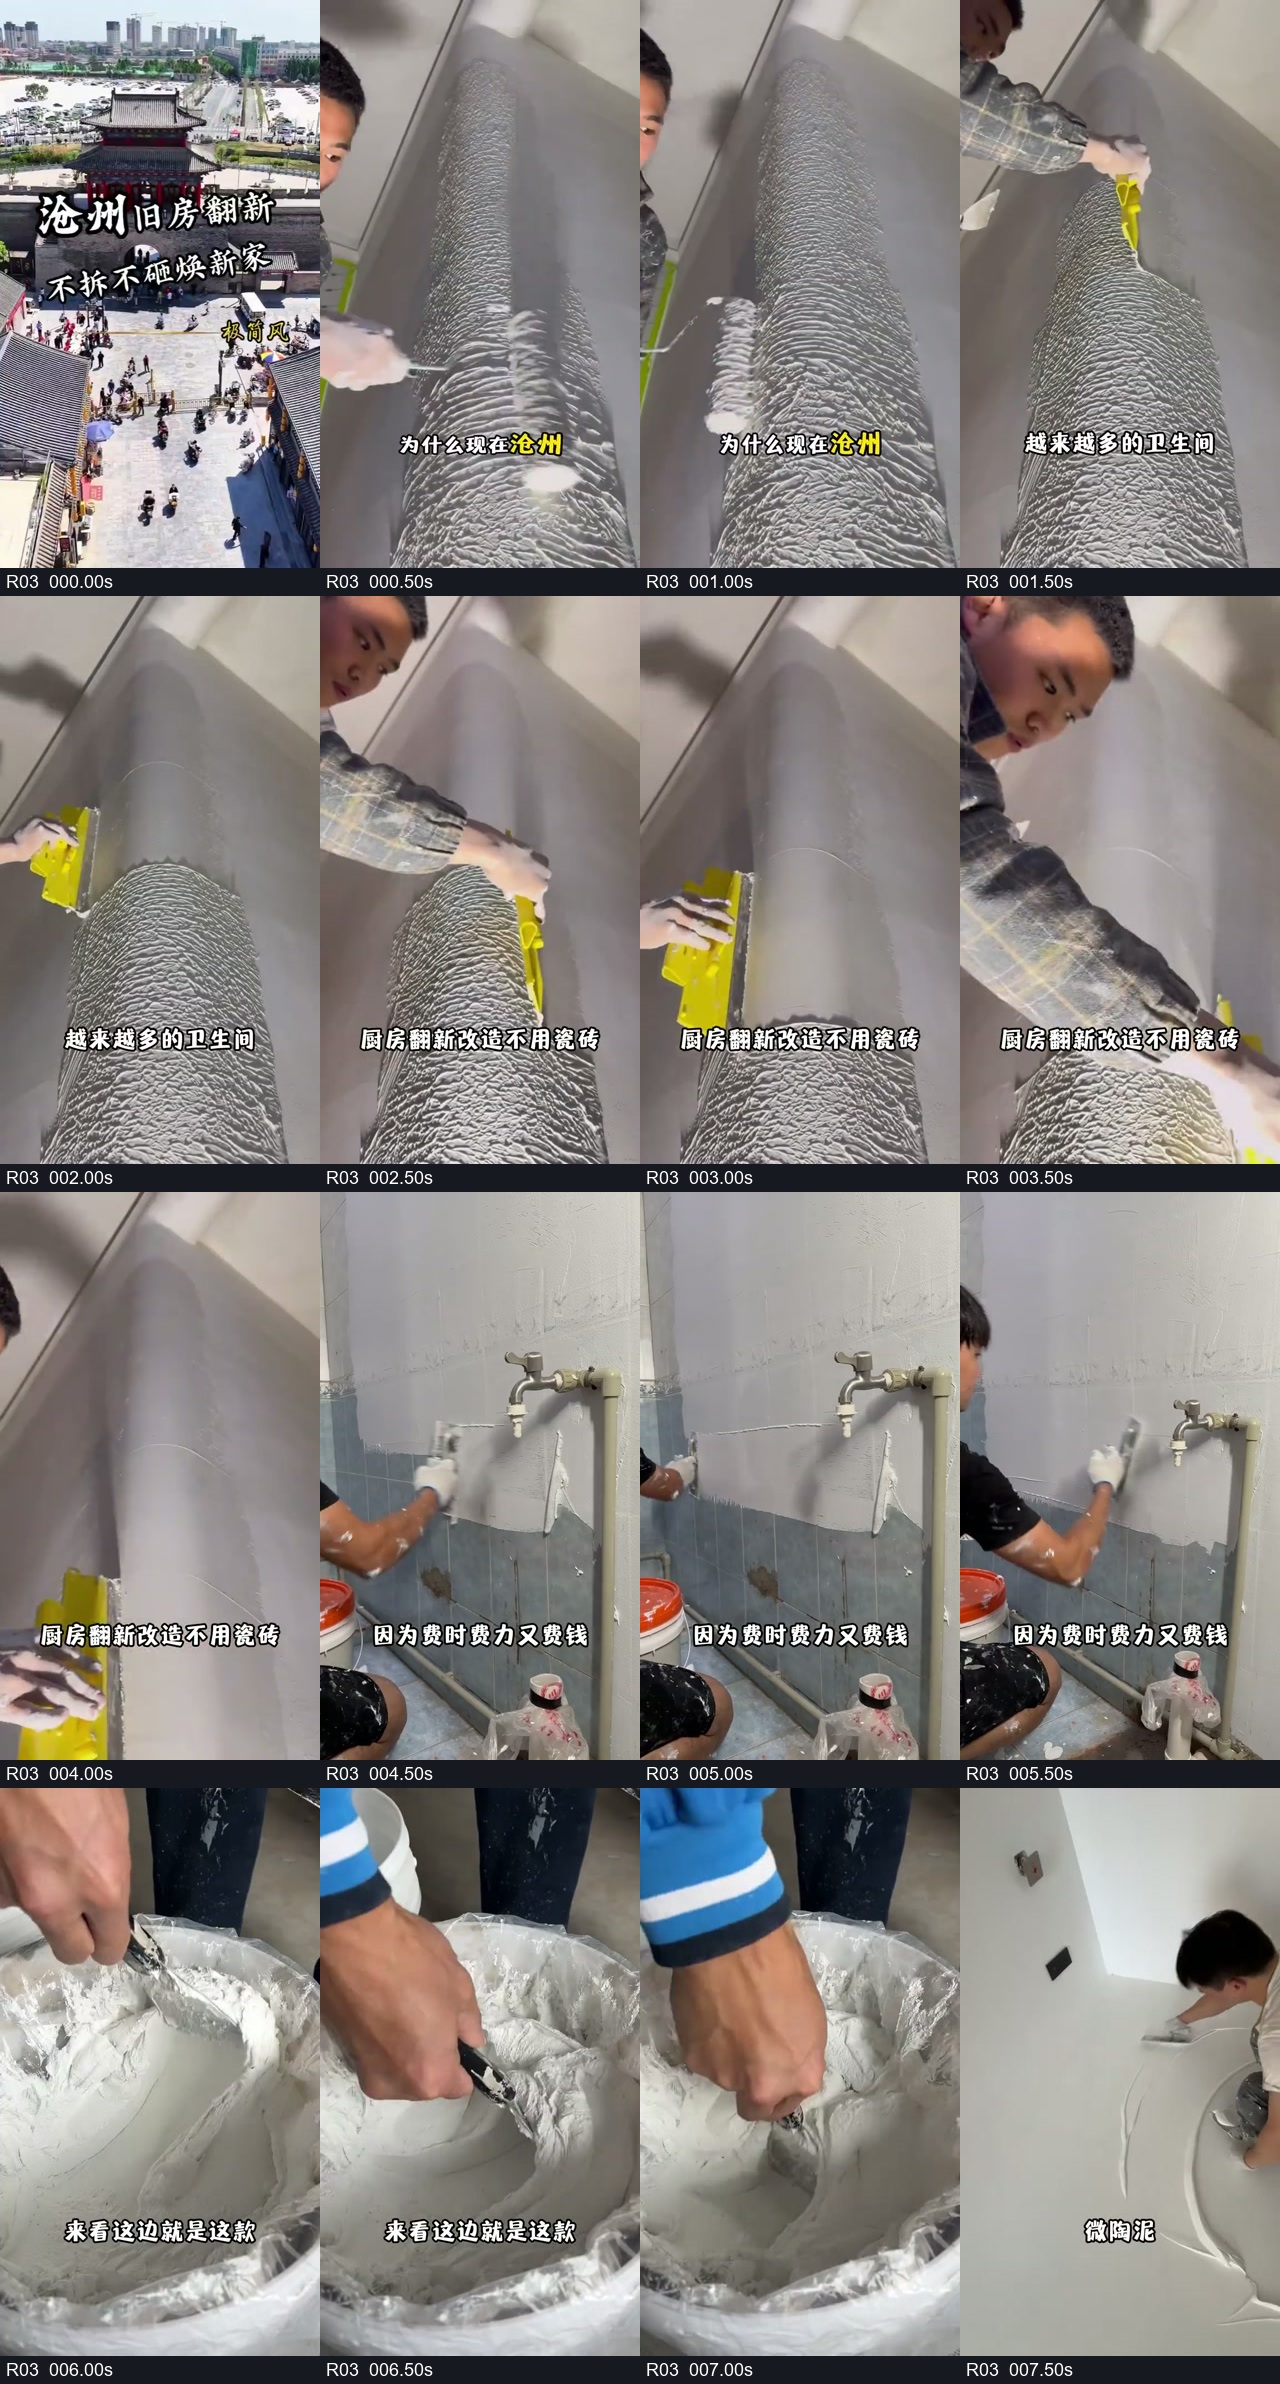 沧州旧房翻新
不拆不砸焕新家
极简风
为什么现在沧州
为什么现在沧州
越来越多的卫生间
R03 000.00s
R03 000.50s
R03 001.00s
R03 001.50s
越来越多的卫生间
厨房翻新改造不用瓷砖
厨房翻新改造不用瓷砖
厨房翻新改造不用瓷砖
R03 002.00s
R03 002.50s
R03 003.00s
R03 003.50s
厨房翻新改造不用瓷砖
因为费时费力又费钱
因为费时费力又费钱
因为费时费力又费钱
R03 004.00s
R03 004.50s
R03 005.00s
R03 005.50s
来看这边就是这款
来看这边就是这款
微陶泥
R03 006.00s
R03 006.50s
R03 007.00s
R03 007.50s